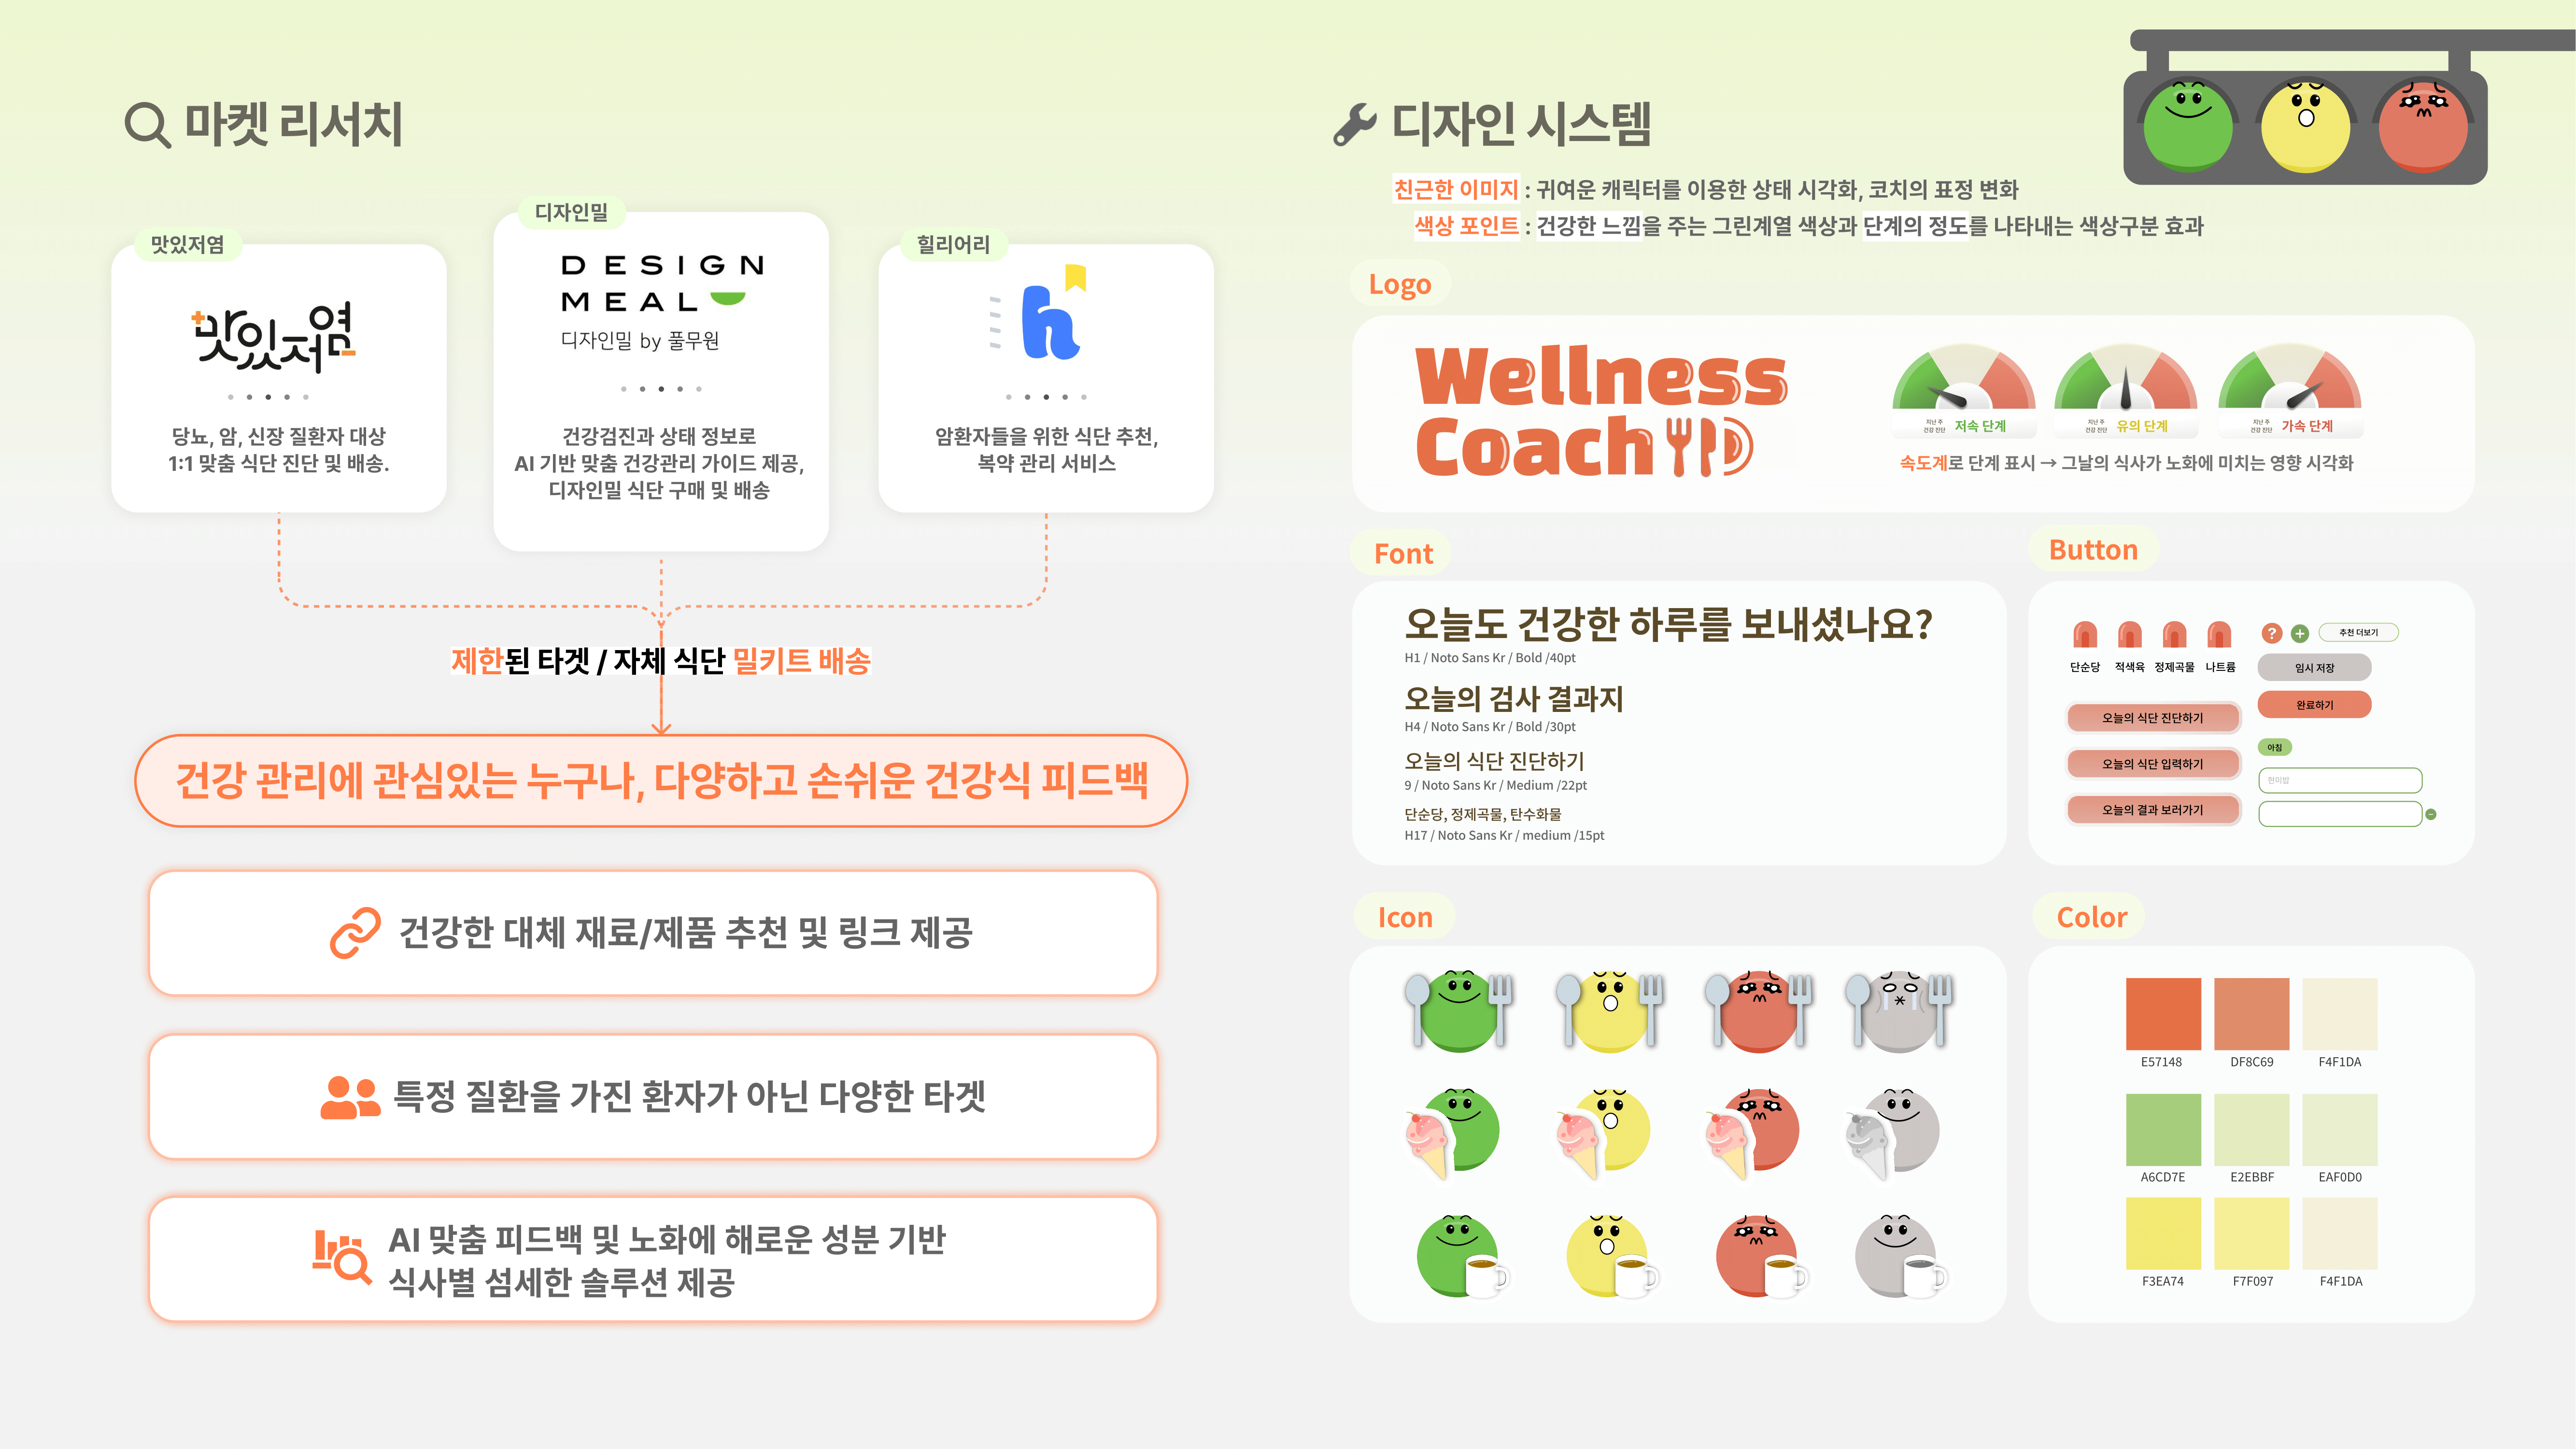 마켓 리서치
맛있저염
맛있저염
당뇨, 암, 신장 질환자 대상
1:1 맞춤 식단 진단 및 배송.
디자인밀
DESIGN
MEAL
디자인밀 by 풀무원
건강검진과 상태 정보로
AI 기반 맞춤 건강관리 가이드 제공,
디자인밀 식단 구매 및 배송
힐리어리
h
암환자들을 위한 식단 추천,
복약 관리 서비스
제한된 타겟 / 자체 식단 밀키트 배송
건강 관리에 관심있는 누구나, 다양하고 손쉬운 건강식 피드백
건강한 대체 재료/제품 추천 및 링크 제공
특정 질환을 가진 환자가 아닌 다양한 타겟
AI 맞춤 피드백 및 노화에 해로운 성분 기반
식사별 섬세한 솔루션 제공
디자인 시스템
친근한 이미지 : 귀여운 캐릭터를 이용한 상태 시각화, 코치의 표정 변화
색상 포인트 : 건강한 느낌을 주는 그린계열 색상과 단계의 정도를 나타내는 색상구분 효과
Logo
Wellness
Coach
지난 주
건강 진단 저속 단계
지난 주
건강 진단 유의 단계
지난 주
건강 진단 가속 단계
속도계로 단계 표시 → 그날의 식사가 노화에 미치는 영향 시각화
Font
오늘도 건강한 하루를 보내셨나요?
H1 / Noto Sans Kr / Bold /40pt
오늘의 검사 결과지
H4 / Noto Sans Kr / Bold /30pt
오늘의 식단 진단하기
9 / Noto Sans Kr / Medium /22pt
단순당, 정제곡물, 탄수화물
H17 / Noto Sans Kr / medium /15pt
Button
단순당 적색육 정제곡물 나트륨
오늘의 식단 진단하기
오늘의 식단 입력하기
오늘의 결과 보러가기
? + 추천 더보기
임시 저장
완료하기
아침
현미밥
Icon
Color
E57148 DF8C69 F4F1DA
A6CD7E E2EBBF EAF0D0
F3EA74 F7F097 F4F1DA